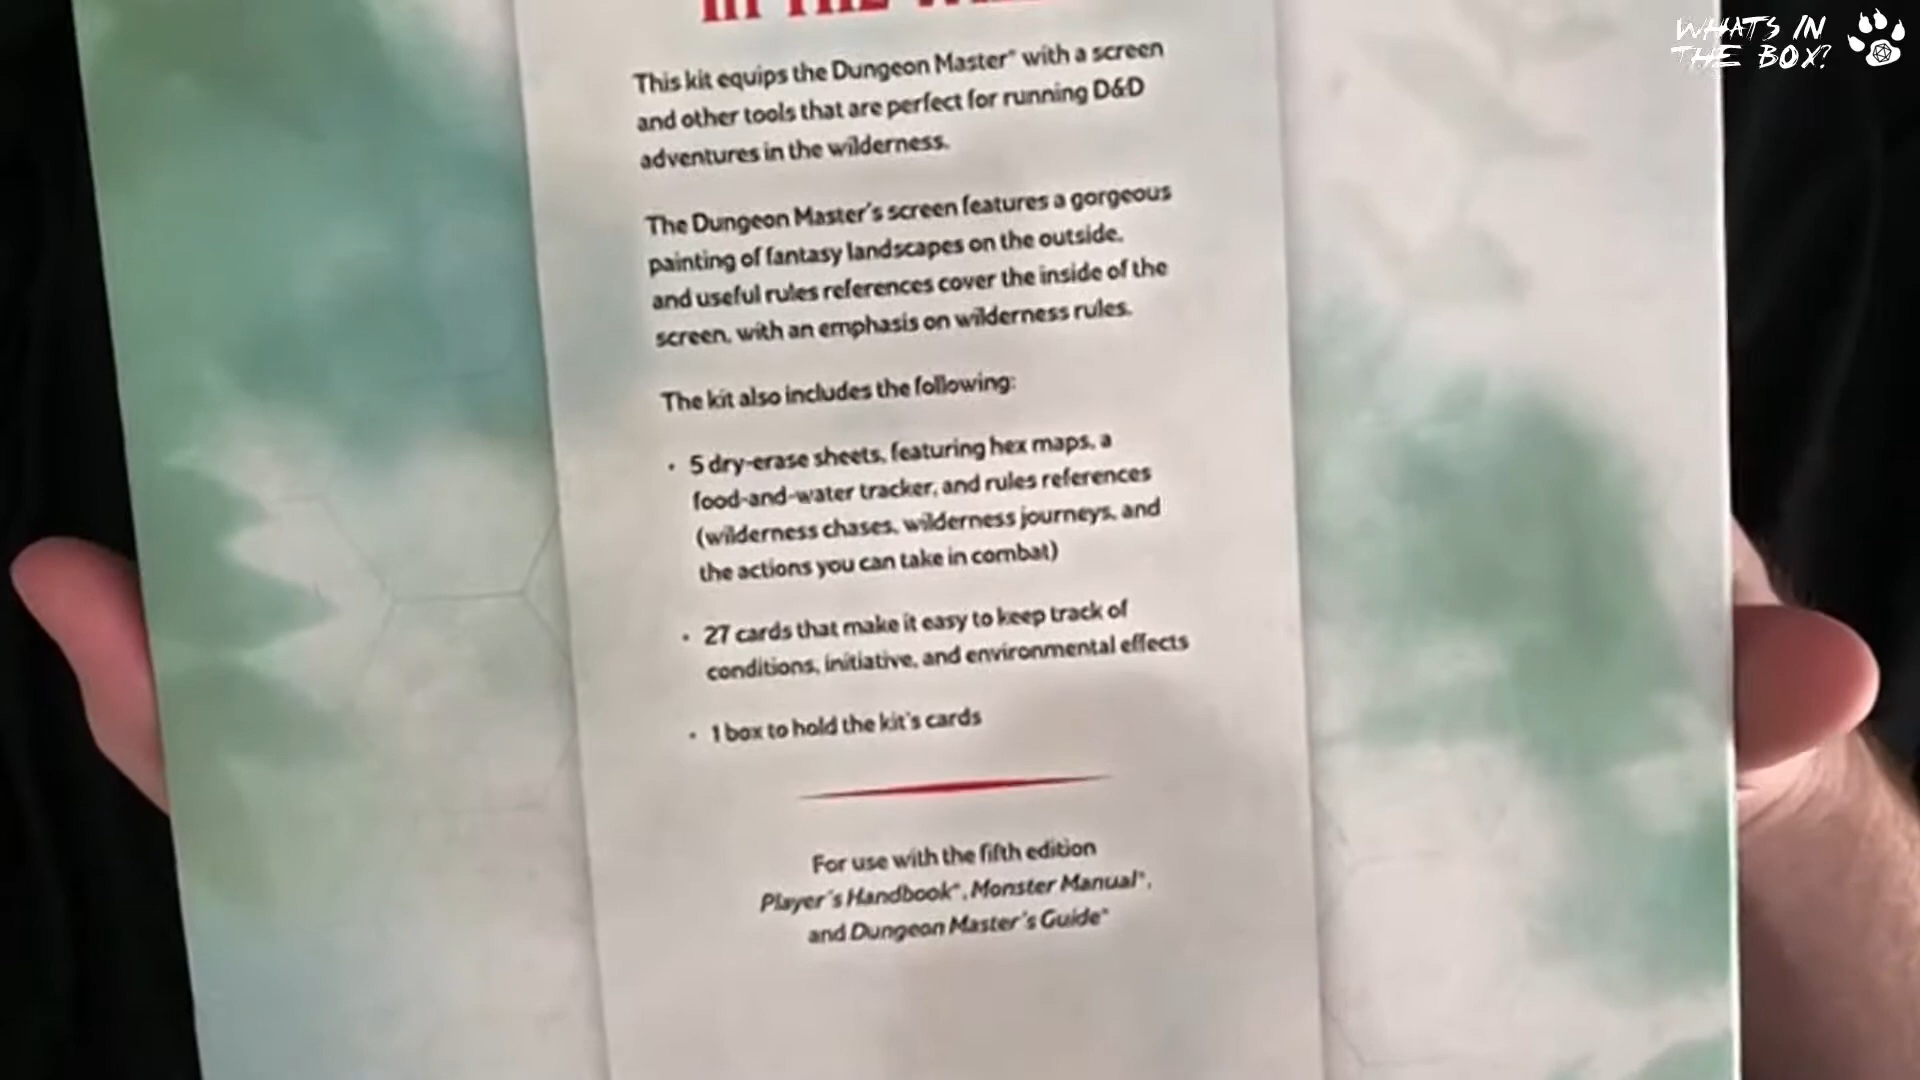 WHATS IN
THE BOX?
IN THE
This kit equips the Dungeon Master® with a screen
and other tools that are perfect for running D&D
adventures in the wilderness.
The Dungeon Master's screen features a gorgeous
painting of fantasy landscapes on the outside,
and useful rules references cover the inside of the
screen, with an emphasis on wilderness rules.
The kit also includes the following:
• 5 dry-erase sheets, featuring hex maps, a
food-and-water tracker, and rules references
(wilderness chases, wilderness journeys, and
the actions you can take in combat)
• 27 cards that make it easy to keep track of
conditions, initiative, and environmental effects
• 1 box to hold the kit's cards
For use with the fifth edition
Player's Handbook®, Monster Manual®,
and Dungeon Master's Guide®